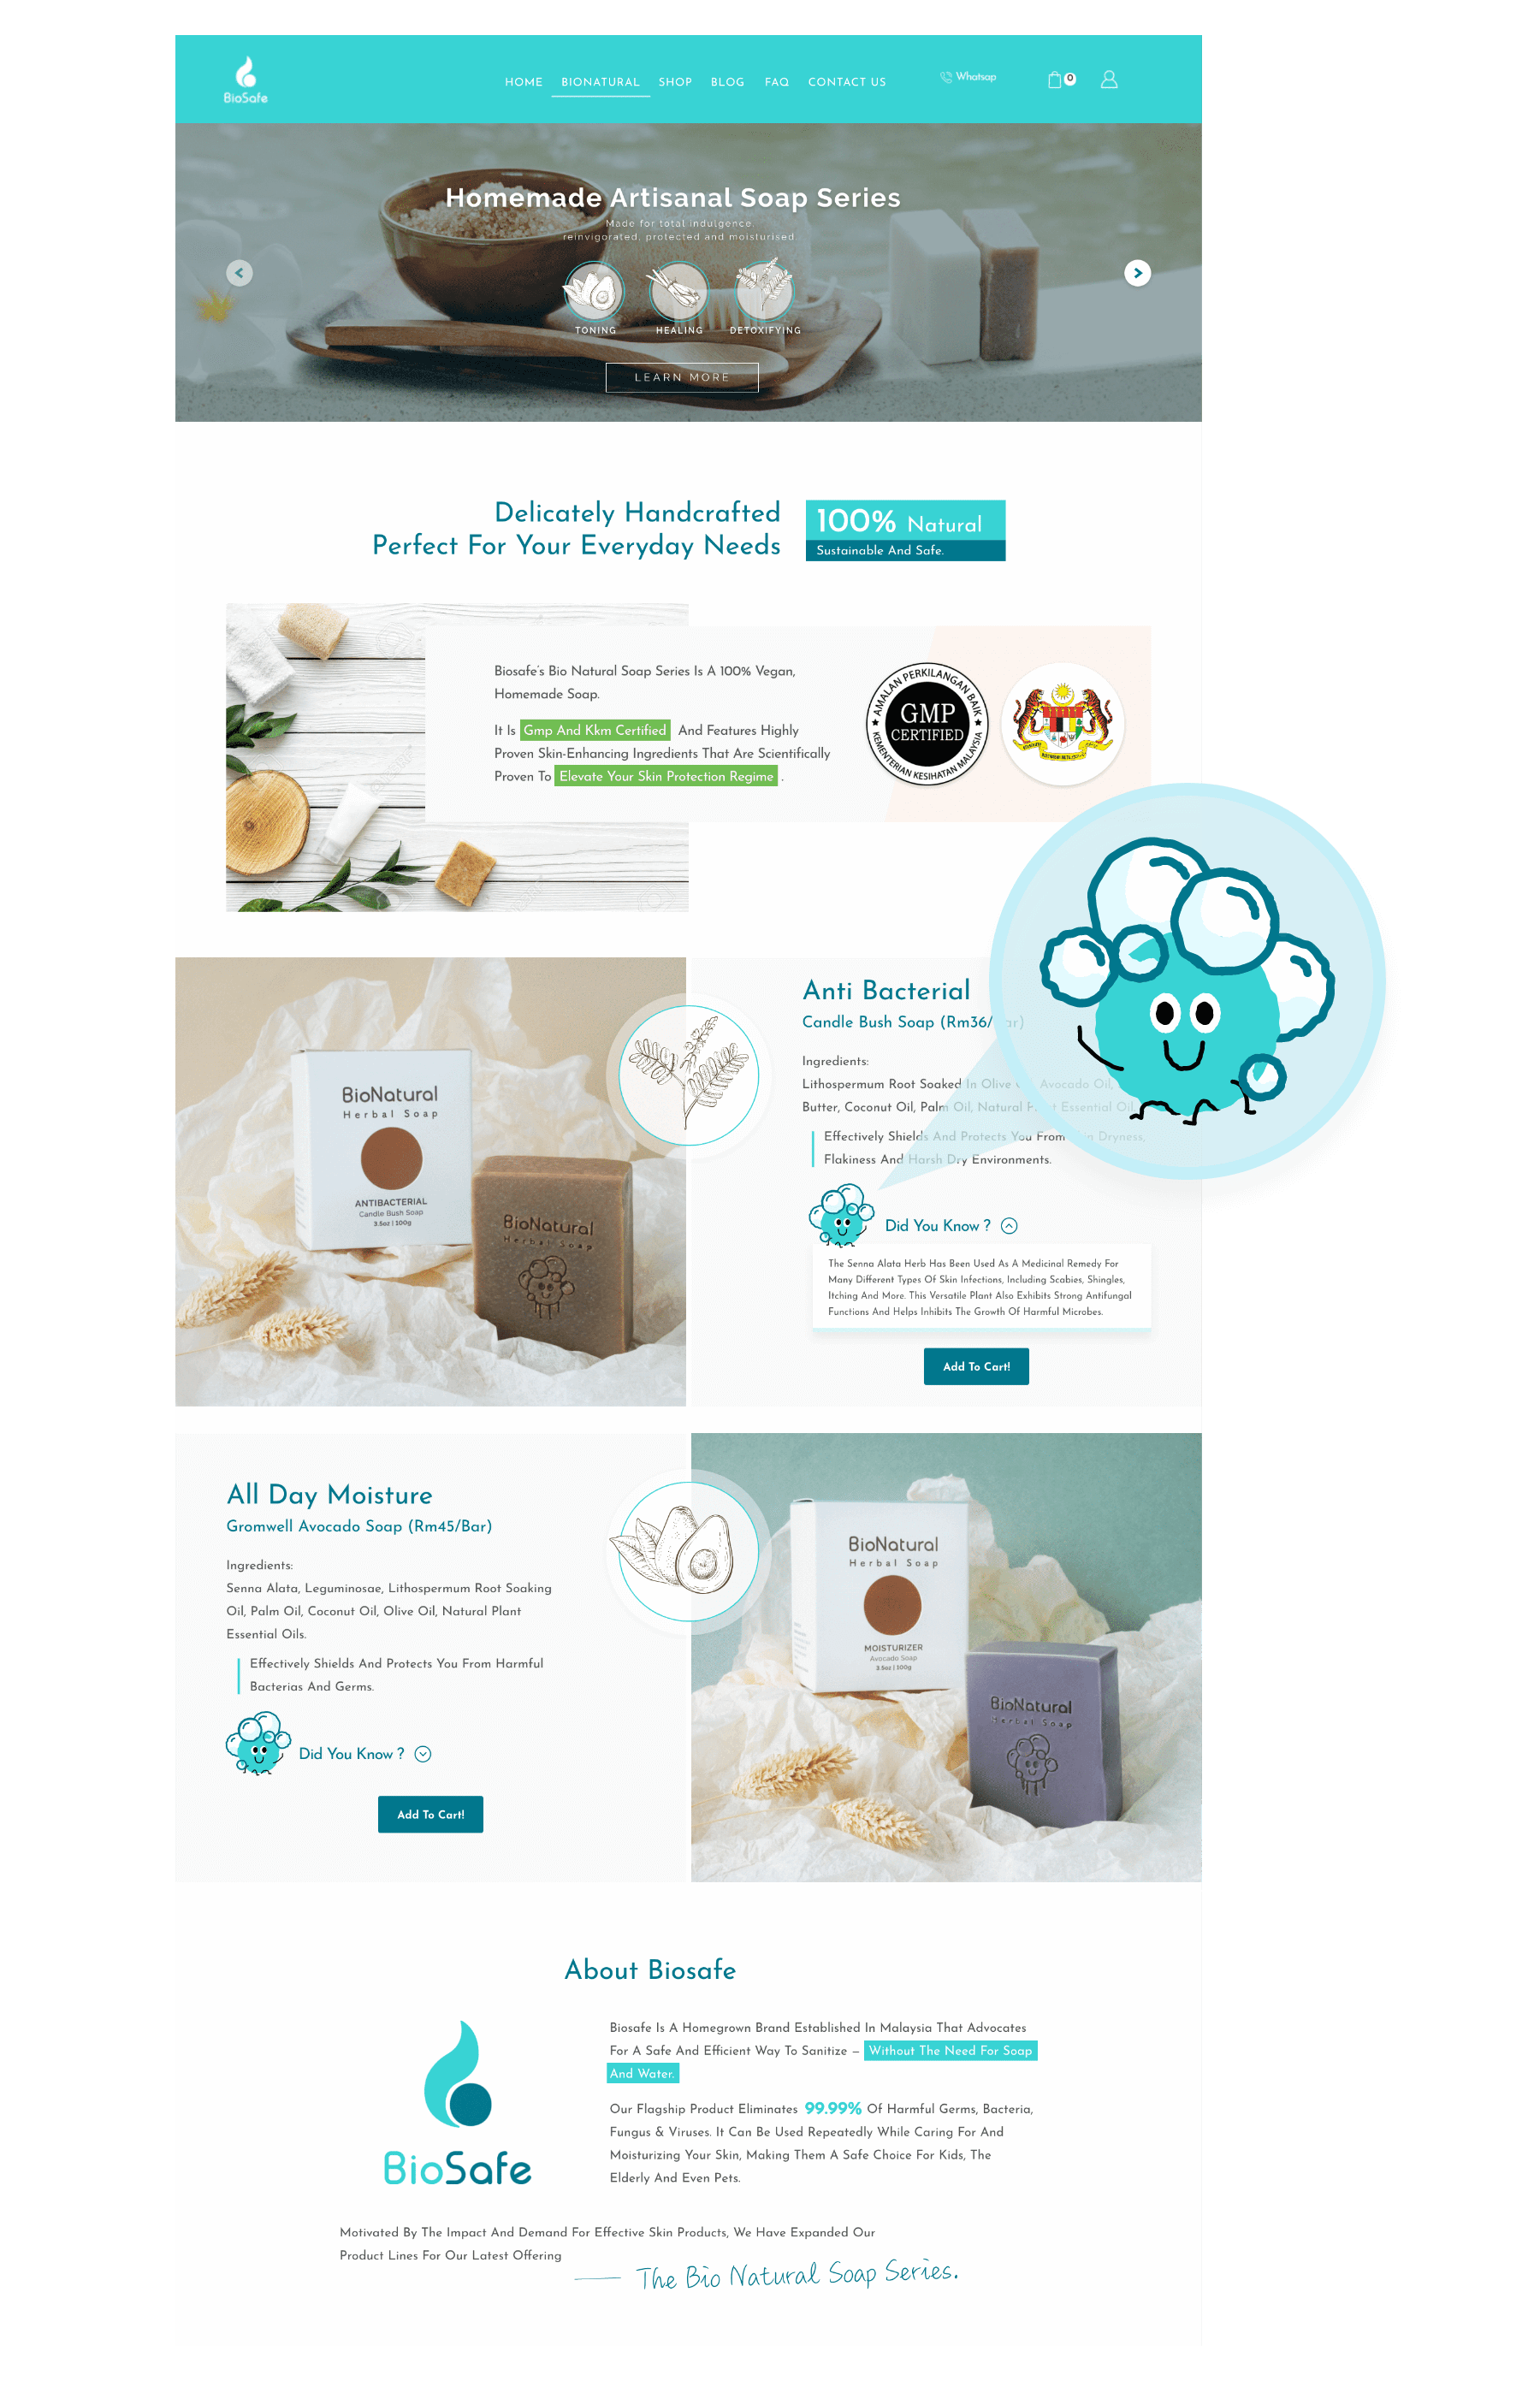 BioSafe
HOME BIONATURAL SHOP BLOG FAQ CONTACT US Whatsap 0
Homemade Artisanal Soap Series
Made for total indulgence.
reinvigorated, protected and moisturised.
TONING HEALING DETOXIFYING
LEARN MORE
Delicately Handcrafted
Perfect For Your Everyday Needs
100% Natural
Sustainable And Safe.
Biosafe's Bio Natural Soap Series Is A 100% Vegan,
Homemade Soap.
It Is Gmp And Kkm Certified And Features Highly
Proven Skin-Enhancing Ingredients That Are Scientifically
Proven To Elevate Your Skin Protection Regime .
AMALAN PERKILANGAN BAIK
GMP
CERTIFIED
KEMENTERIAN KESIHATAN MALAYSIA
BioNatural
Herbal Soap
ANTIBACTERIAL
Candle Bush Soap
3.5oz | 100g
BioNatural
Herbal Soap
Anti Bacterial
Candle Bush Soap (Rm36/ ar)
Ingredients:
Lithospermum Root Soaked In Olive Avocado Oil,
Butter, Coconut Oil, Palm Oil, Natural Essential Oil
Effectively Shields And Protects You From Dryness,
Flakiness And Harsh Dry Environments.
Did You Know ?
The Senna Alata Herb Has Been Used As A Medicinal Remedy For
Many Different Types Of Skin Infections, Including Scabies, Shingles,
Itching And More. This Versatile Plant Also Exhibits Strong Antifungal
Functions And Helps Inhibits The Growth Of Harmful Microbes.
Add To Cart!
All Day Moisture
Gromwell Avocado Soap (Rm45/Bar)
Ingredients:
Senna Alata, Leguminosae, Lithospermum Root Soaking
Oil, Palm Oil, Coconut Oil, Olive Oil, Natural Plant
Essential Oils.
Effectively Shields And Protects You From Harmful
Bacterias And Germs.
Did You Know ?
Add To Cart!
BioNatural
Herbal Soap
MOISTURIZER
Avocado Soap
3.5oz | 100g
BioNatural
Herbal Soap
About Biosafe
BioSafe
Biosafe Is A Homegrown Brand Established In Malaysia That Advocates
For A Safe And Efficient Way To Sanitize – Without The Need For Soap
And Water.
Our Flagship Product Eliminates 99.99% Of Harmful Germs, Bacteria,
Fungus & Viruses. It Can Be Used Repeatedly While Caring For And
Moisturizing Your Skin, Making Them A Safe Choice For Kids, The
Elderly And Even Pets.
Motivated By The Impact And Demand For Effective Skin Products, We Have Expanded Our
Product Lines For Our Latest Offering
The Bio Natural Soap Series.